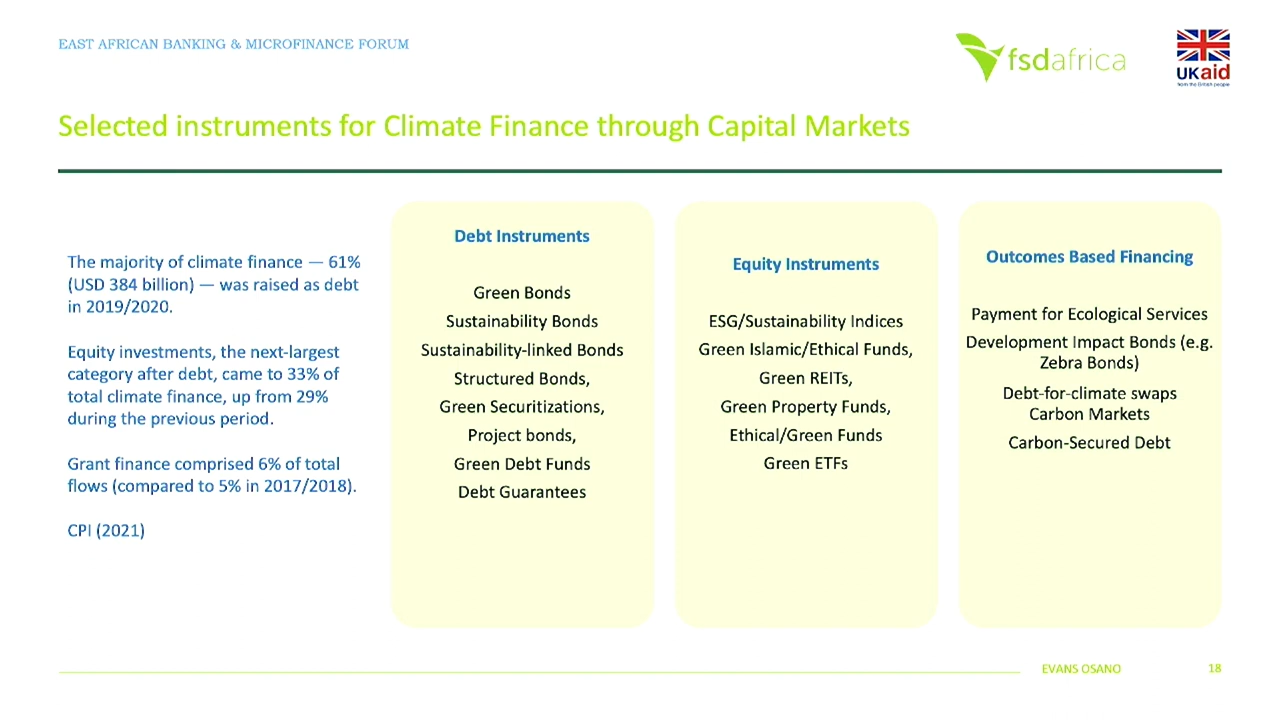 EAST AFRICAN BANKING & MICROFINANCE FORUM
fsdafrica
UKaid
from the British people
Selected instruments for Climate Finance through Capital Markets
The majority of climate finance — 61%
(USD 384 billion) — was raised as debt
in 2019/2020.
Equity investments, the next-largest
category after debt, came to 33% of
total climate finance, up from 29%
during the previous period.
Grant finance comprised 6% of total
flows (compared to 5% in 2017/2018).
CPI (2021)
Debt Instruments
Green Bonds
Sustainability Bonds
Sustainability-linked Bonds
Structured Bonds,
Green Securitizations,
Project bonds,
Green Debt Funds
Debt Guarantees
Equity Instruments
ESG/Sustainability Indices
Green Islamic/Ethical Funds,
Green REITs,
Green Property Funds,
Ethical/Green Funds
Green ETFs
Outcomes Based Financing
Payment for Ecological Services
Development Impact Bonds (e.g.
Zebra Bonds)
Debt-for-climate swaps
Carbon Markets
Carbon-Secured Debt
EVANS OSANO
18